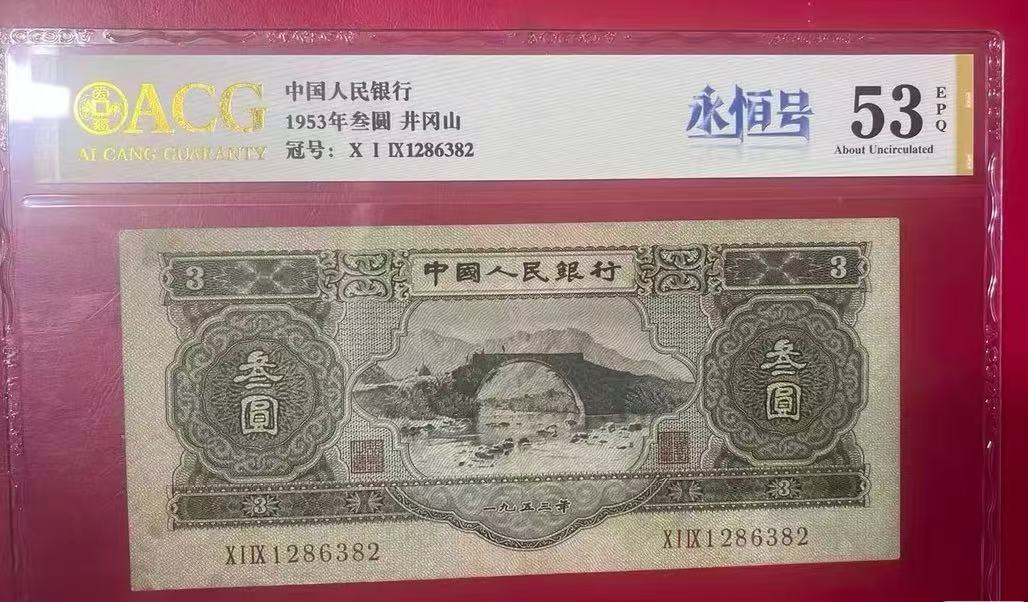 ACG
AI CANG GUARANTY
中国人民银行
1953年叁圆 井冈山
冠号: X I IX1286382
永恒号
53
EPQ
About Uncirculated
中國人民銀行
3
3
叁圓
叁圓
一九五三年
3
3
XIIX1286382
XIIX1286382